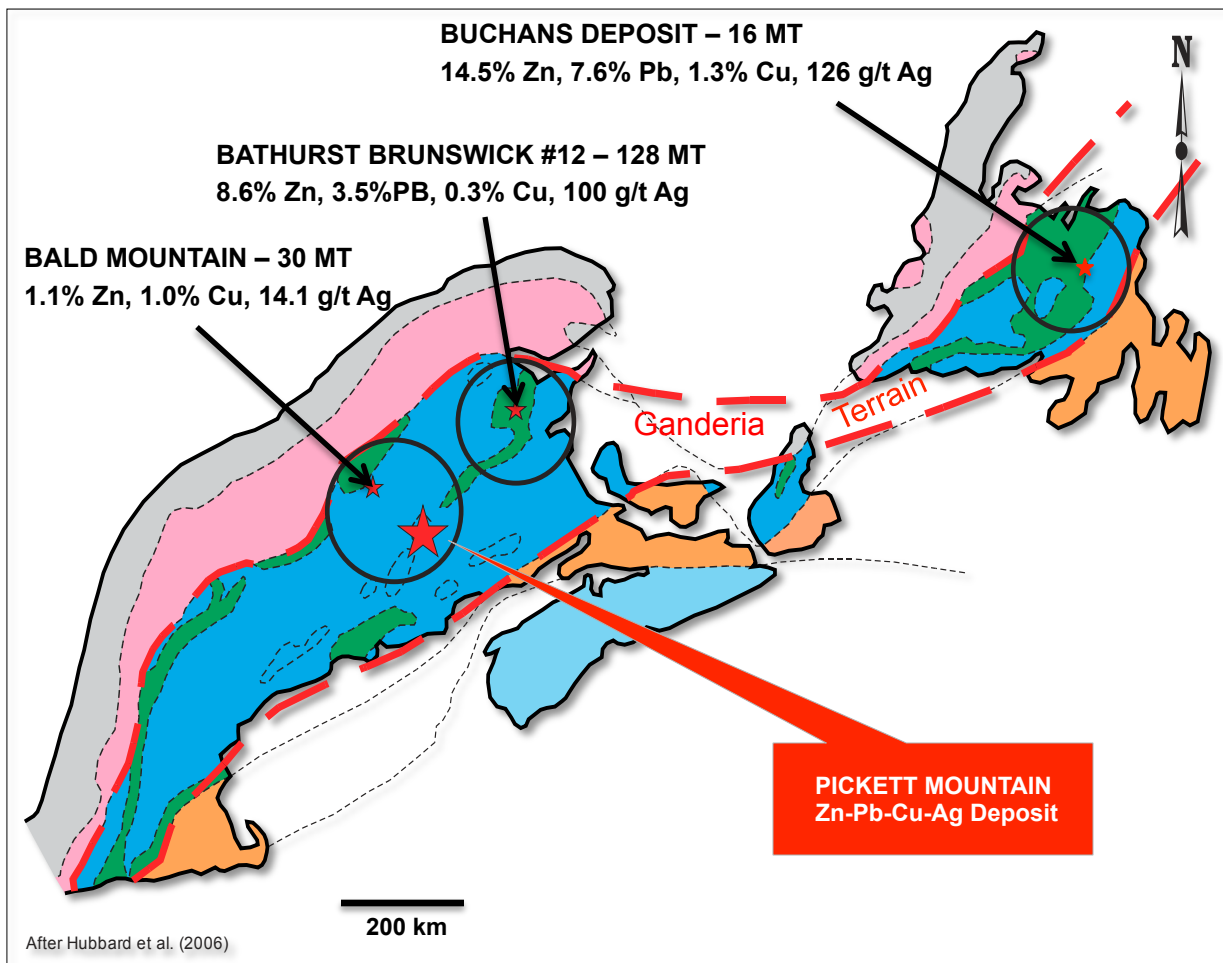 BUCHANS DEPOSIT – 16 MT
14.5% Zn, 7.6% Pb, 1.3% Cu, 126 g/t Ag
N
BATHURST BRUNSWICK #12 – 128 MT
8.6% Zn, 3.5%PB, 0.3% Cu, 100 g/t Ag
BALD MOUNTAIN – 30 MT
1.1% Zn, 1.0% Cu, 14.1 g/t Ag
Ganderia Terrain
PICKETT MOUNTAIN
Zn-Pb-Cu-Ag Deposit
200 km
After Hubbard et al. (2006)